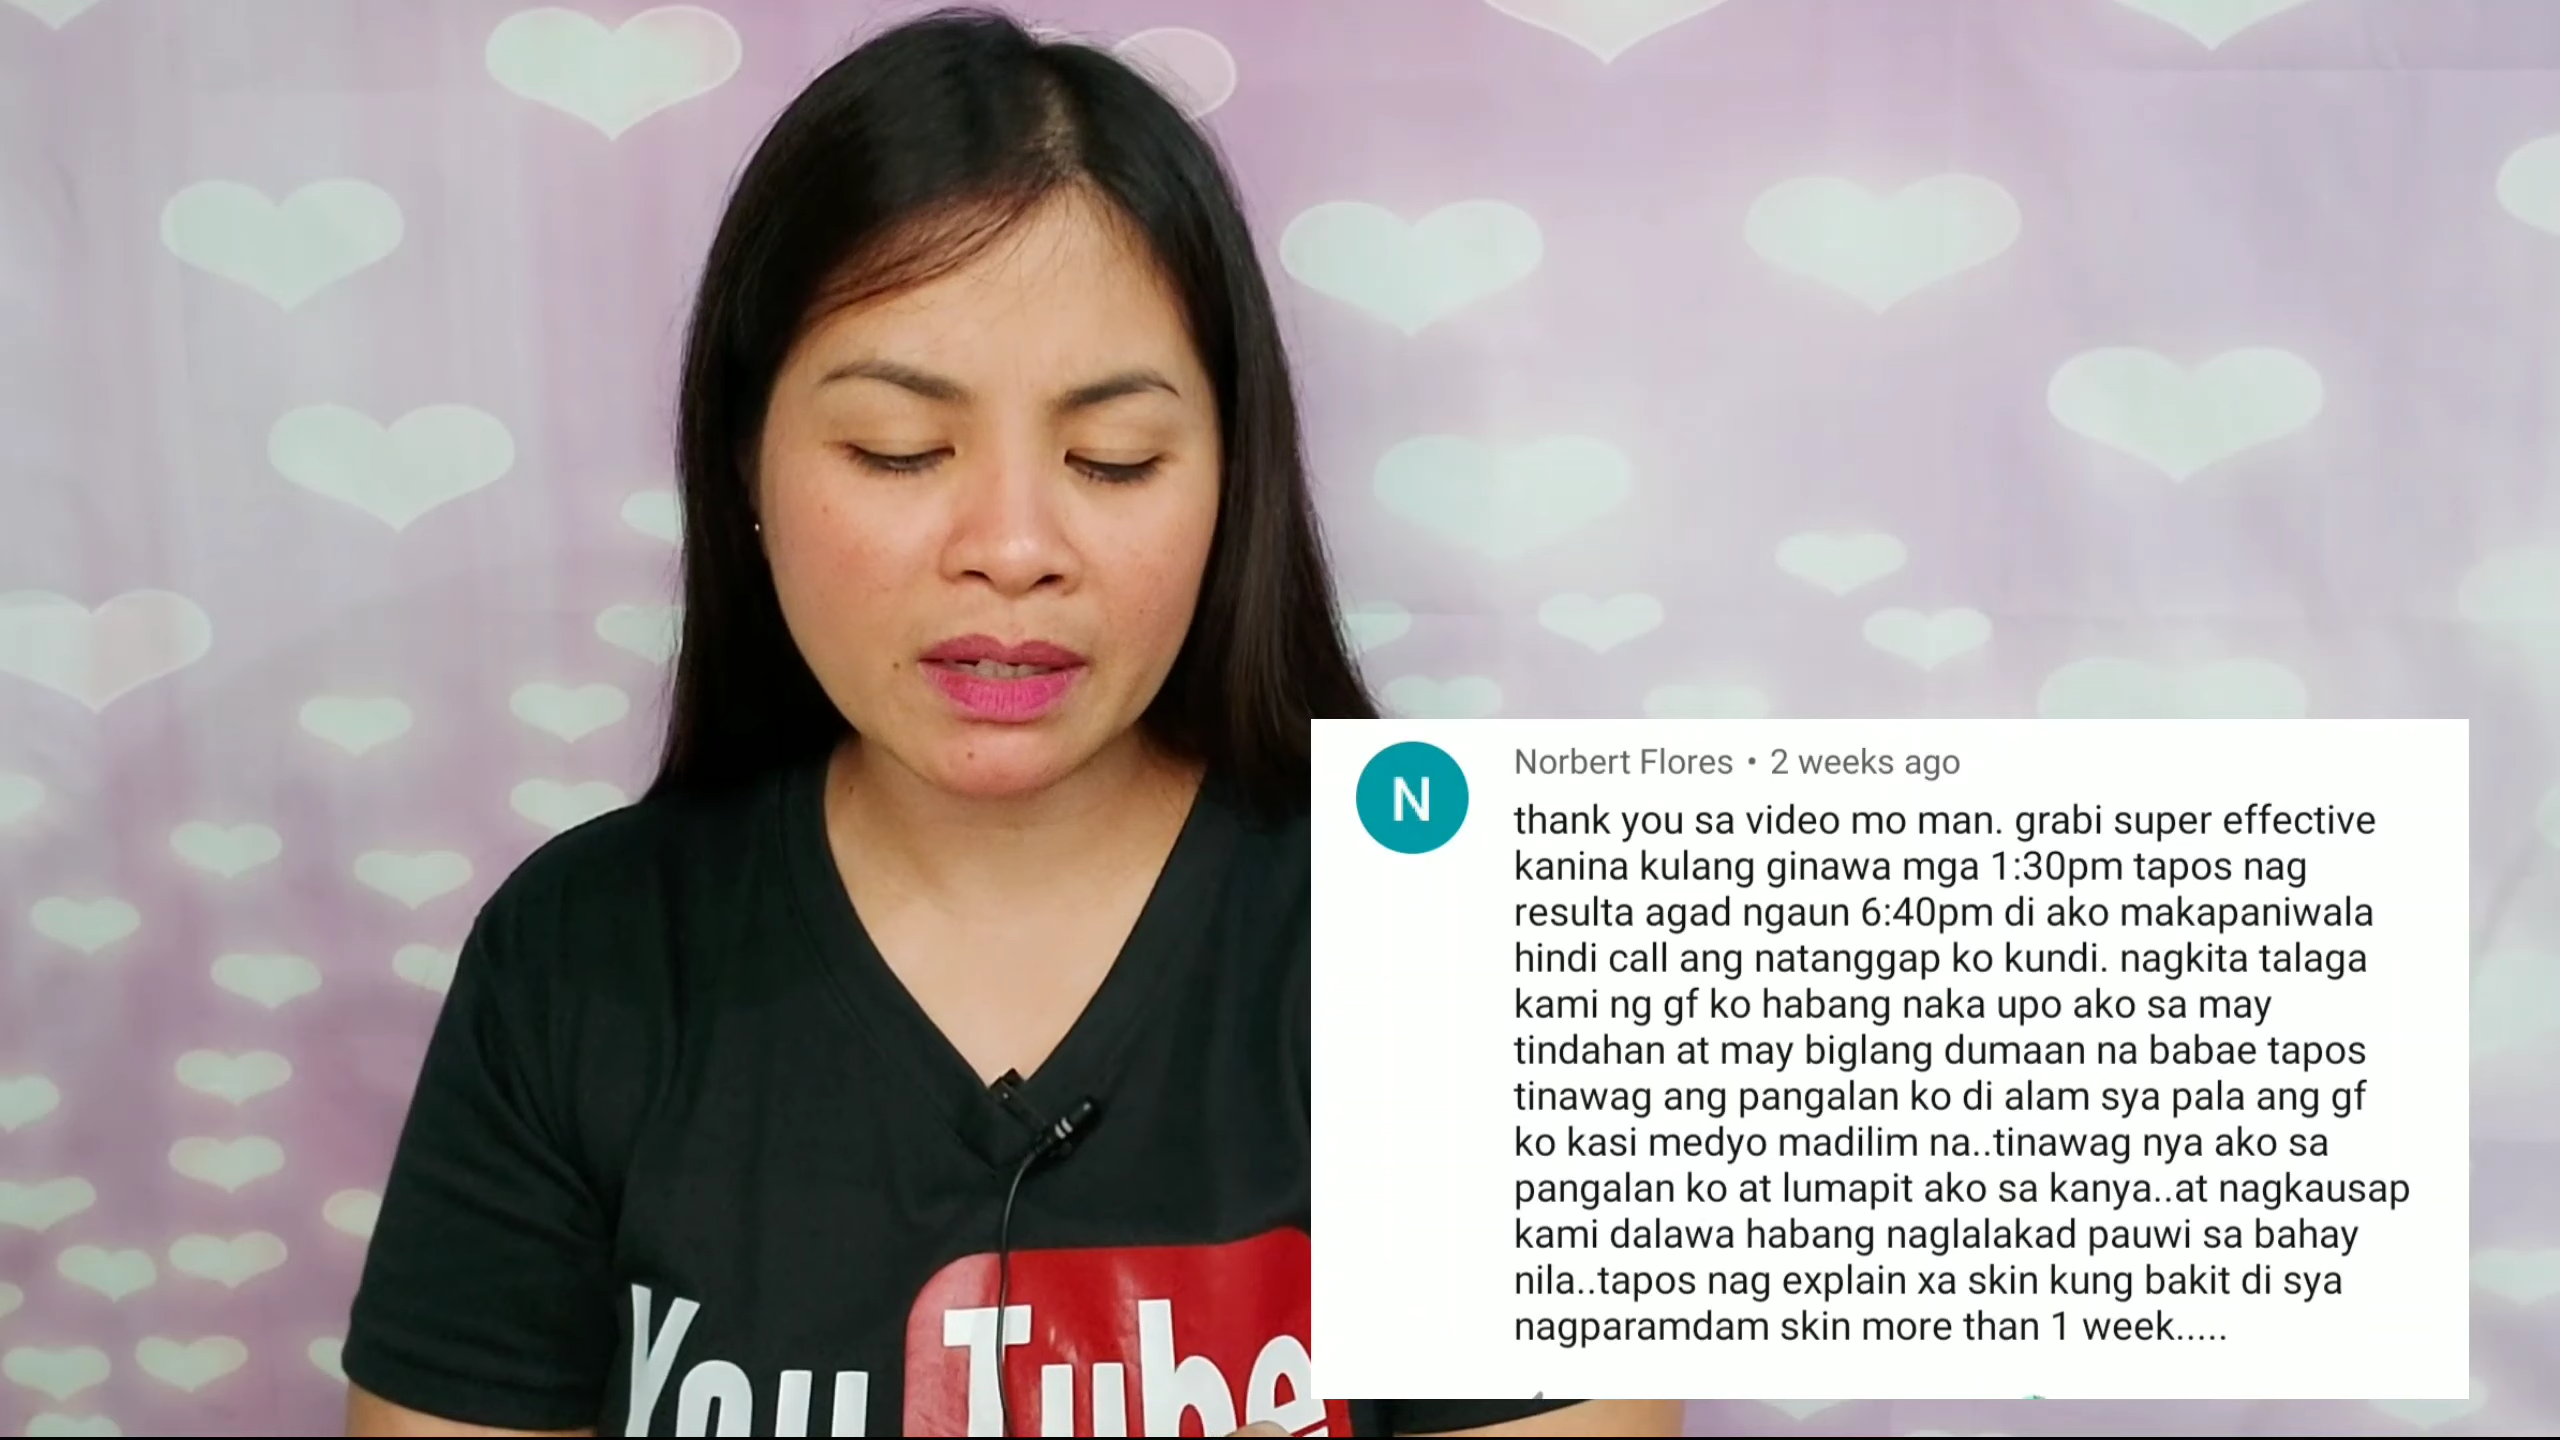 Norbert Flores • 2 weeks ago
N
thank you sa video mo man. grabi super effective
kanina kulang ginawa mga 1:30pm tapos nag
resulta agad ngaun 6:40pm di ako makapaniwala
hindi call ang natanggap ko kundi. nagkita talaga
kami ng gf ko habang naka upo ako sa may
tindahan at may biglang dumaan na babae tapos
tinawag ang pangalan ko di alam sya pala ang gf
ko kasi medyo madilim na..tinawag nya ako sa
pangalan ko at lumapit ako sa kanya..at nagkausap
kami dalawa habang naglalakad pauwi sa bahay
nila..tapos nag explain xa skin kung bakit di sya
nagparamdam skin more than 1 week.....
YouTube